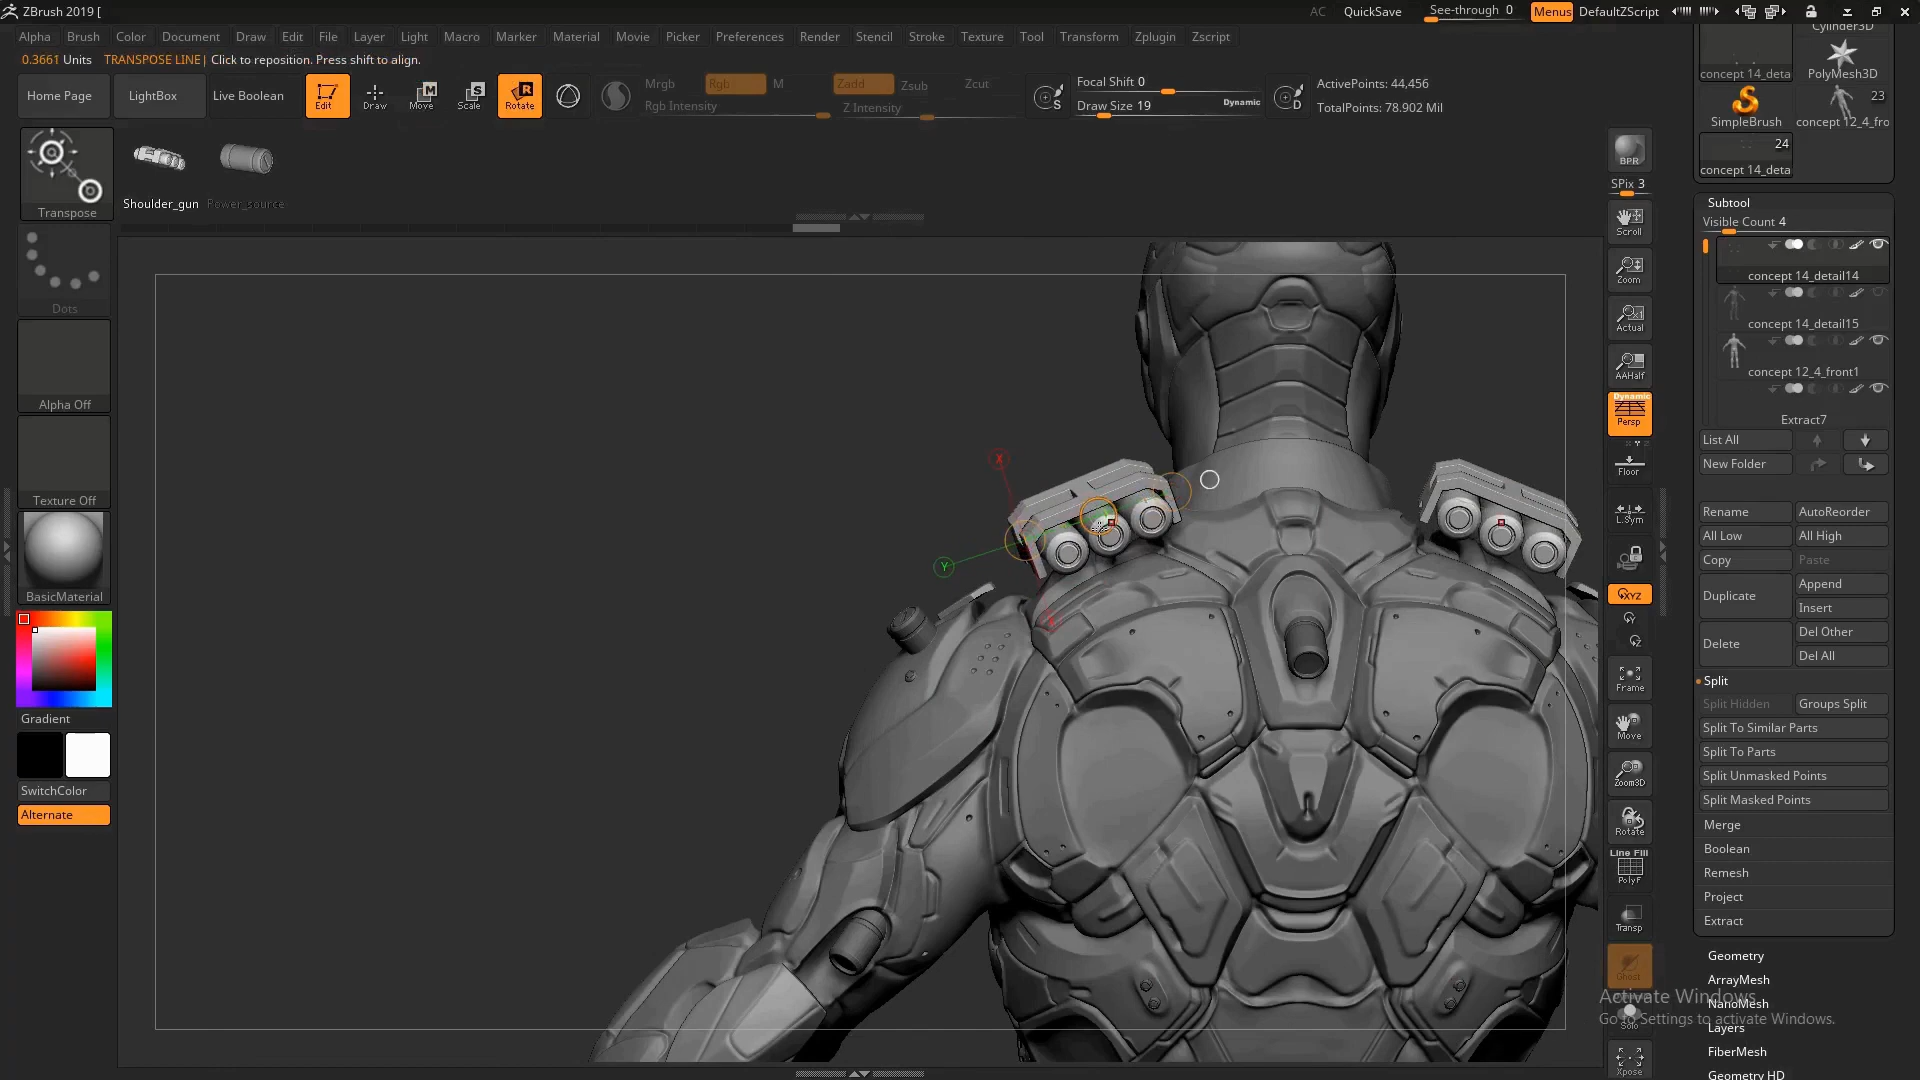 ZBrush 2019 [
AC QuickSave See-through 0 Menus DefaultZScript
Alpha Brush Color Document Draw Edit File Layer Light Macro Marker Material Movie Picker Preferences Render Stencil Stroke Texture Tool Transform Zplugin Zscript
0.3661 Units TRANSPOSE LINE| Click to reposition. Press shift to align.
Home Page LightBox Live Boolean Edit Draw Move Scale Rotate
Mrgb Rgb M Zadd Zsub Zcut
Rgb Intensity Z Intensity
Focal Shift 0
Draw Size 19 Dynamic
ActivePoints: 44,456
TotalPoints: 78.902 Mil
Transpose
Shoulder_gun Power_source
Dots
Alpha Off
Texture Off
BasicMaterial
Gradient
SwitchColor
Alternate
X
Y
BPR
SPix 3
Scroll
Zoom
Actual
AAHalf
Dynamic
Persp
Floor
L.Sym
XYZ
Frame
Move
Zoom3D
Rotate
Line Fill
PolyF
Transp
Ghost
Solo
Xpose
Cylinder3D
concept 14_deta PolyMesh3D
23
SimpleBrush concept 12_4_fro
24
concept 14_deta
Subtool
Visible Count 4
concept 14_detail14
concept 14_detail15
concept 12_4_front1
Extract7
List All
New Folder
Rename AutoReorder
All Low All High
Copy Paste
Duplicate Append
Insert
Delete Del Other
Del All
Split
Split Hidden Groups Split
Split To Similar Parts
Split To Parts
Split Unmasked Points
Split Masked Points
Merge
Boolean
Remesh
Project
Extract
Geometry
ArrayMesh
NanoMesh
Layers
FiberMesh
Geometry HD
Activate Windows
Go to Settings to activate Windows.